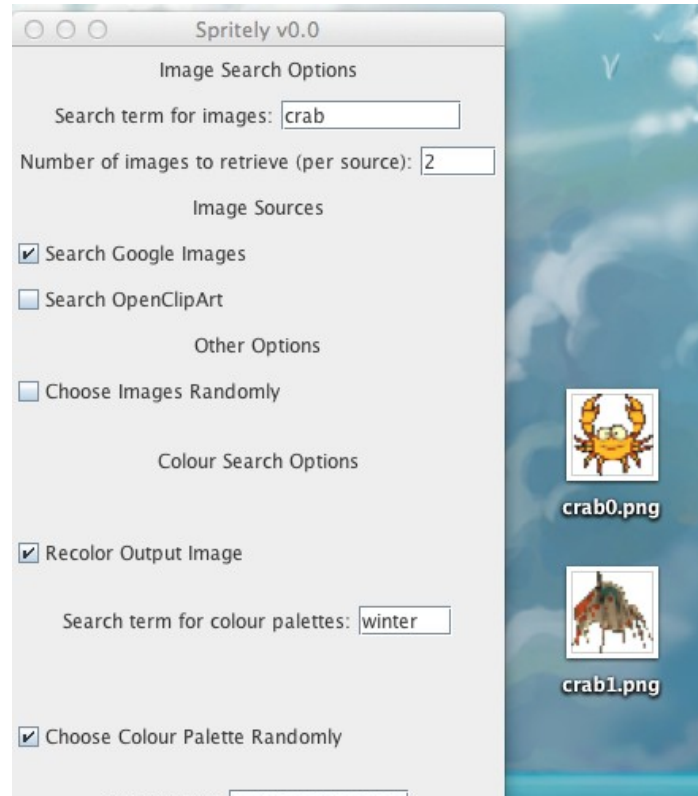 Spritely v0.0
Image Search Options
Search term for images: crab
Number of images to retrieve (per source): 2
Image Sources
Search Google Images
Search OpenClipArt
Other Options
Choose Images Randomly
Colour Search Options
Recolor Output Image
Search term for colour palettes: winter
Choose Colour Palette Randomly
crab0.png
crab1.png